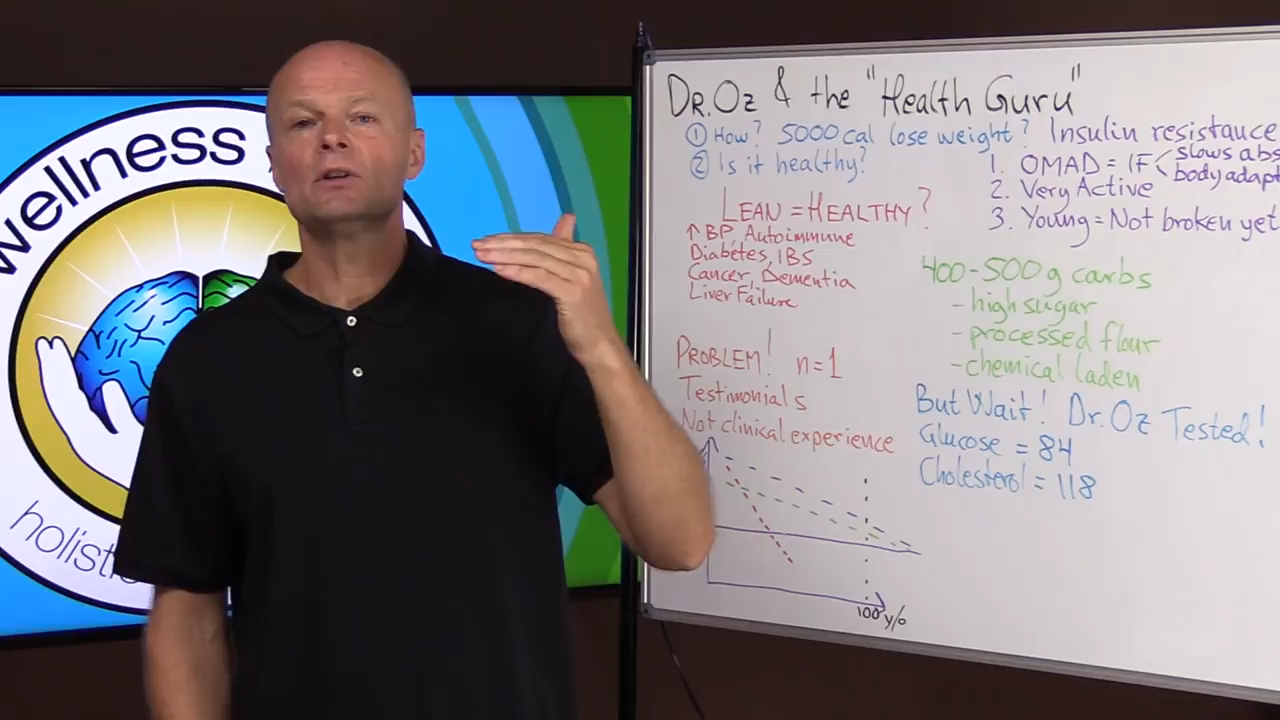 wellness
holistic
Dr. Oz & the "Health Guru"
① How? 5000 cal lose weight?
② Is it healthy?
Insulin resistance
1. OMAD = IF < slows abs
body adapt
2. Very Active
3. Young = Not broken yet
LEAN = HEALTHY?
↑ BP, Autoimmune
Diabetes, IBS
Cancer, Dementia
Liver Failure
400-500g carbs
- high sugar
- processed flour
- chemical laden
PROBLEM! n=1
Testimonials
Not clinical experience
But Wait! Dr. Oz Tested!
Glucose = 84
Cholesterol = 118
100 y/o